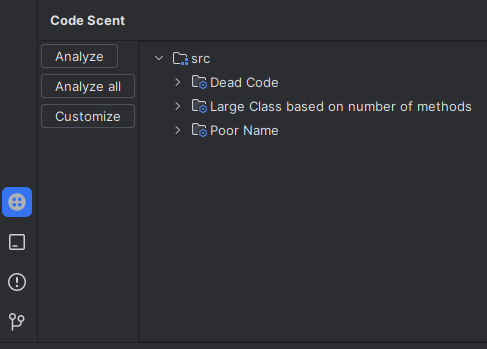 Code Scent
Analyze
Analyze all
Customize
src
Dead Code
Large Class based on number of methods
Poor Name